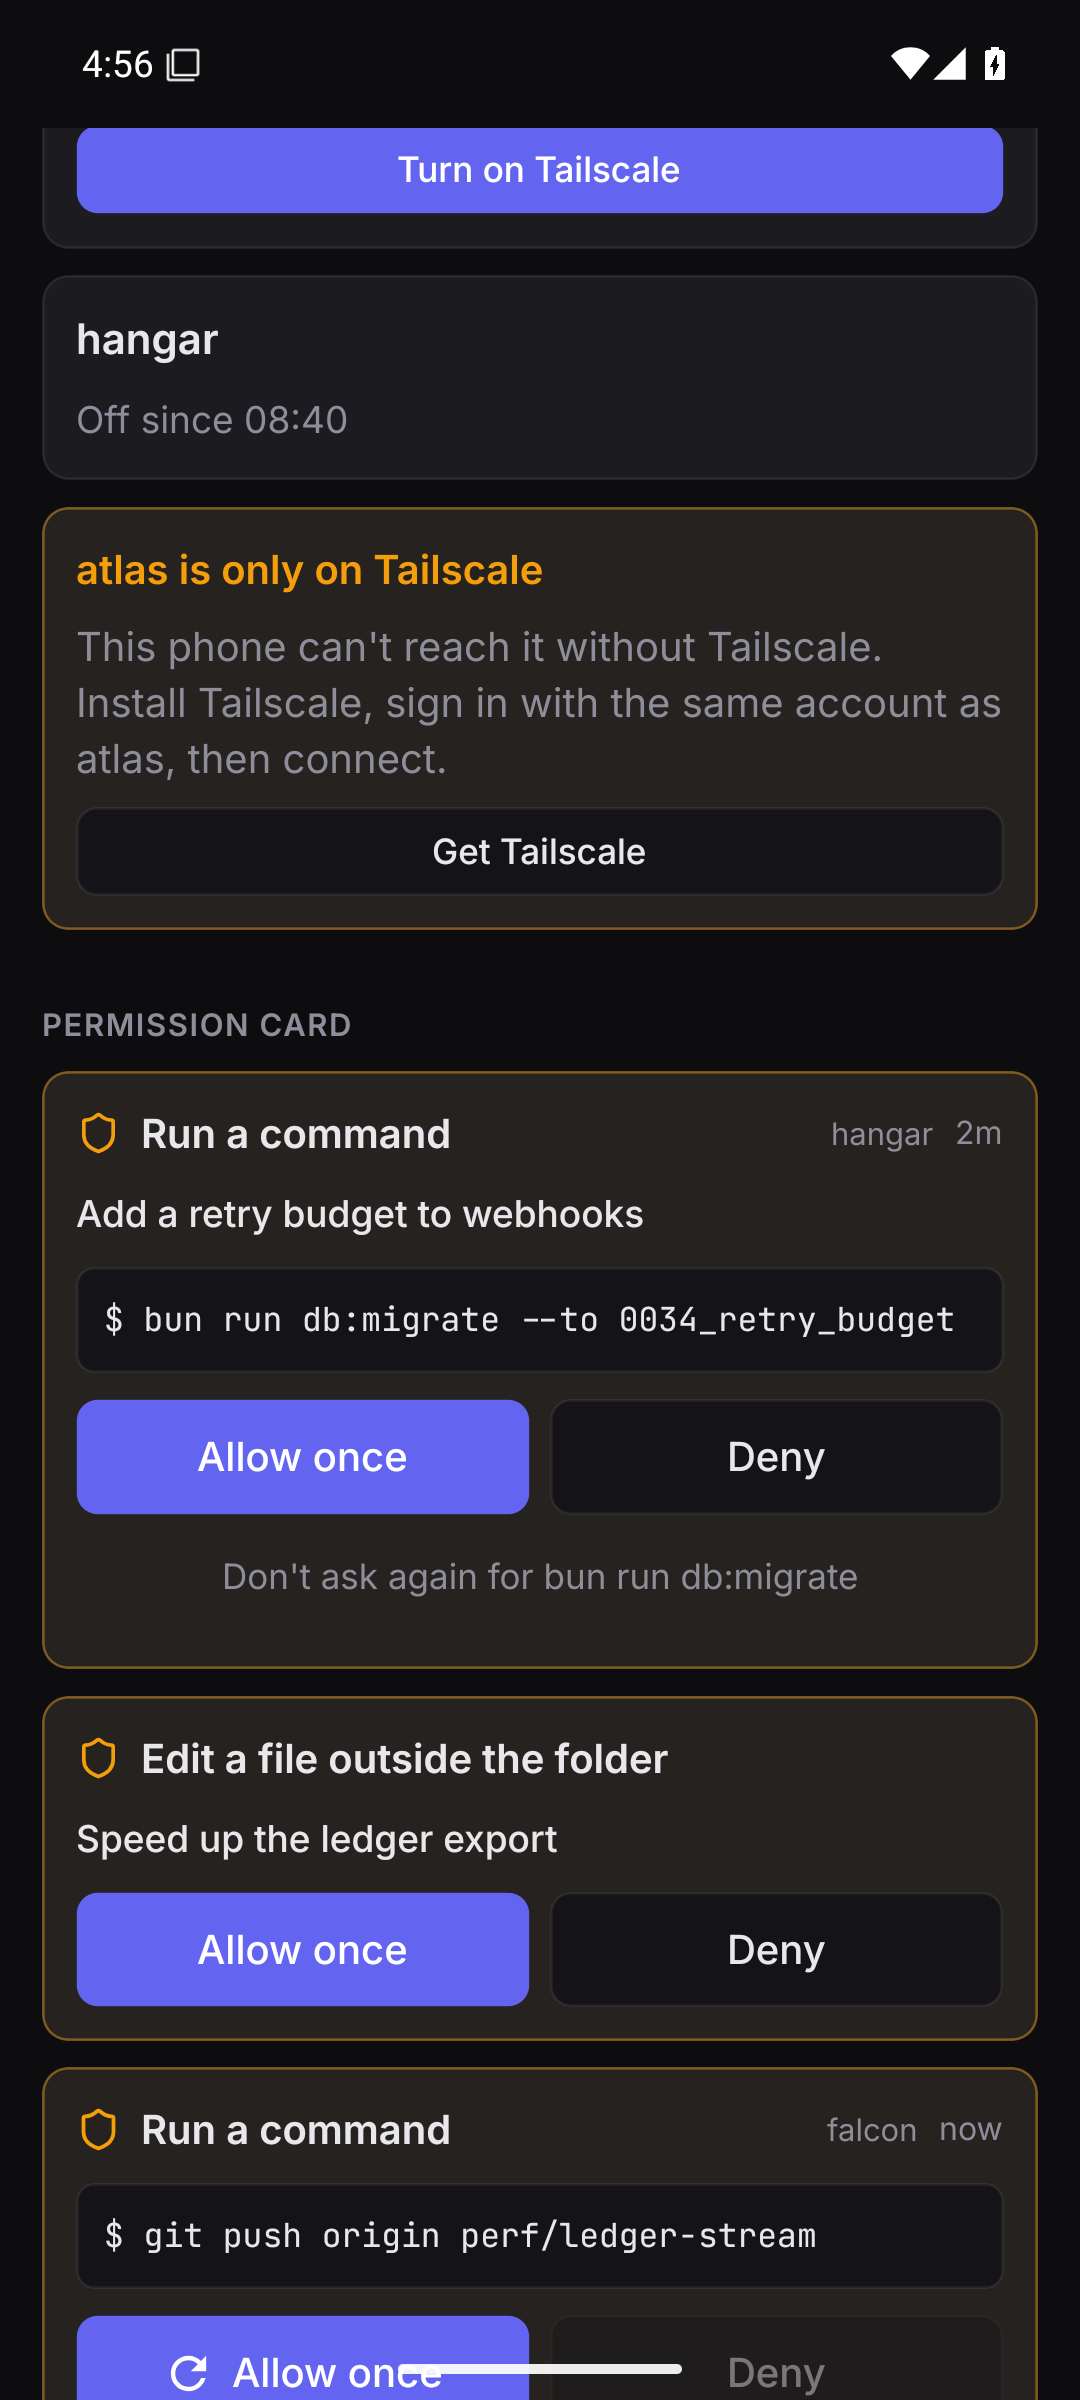 4:56
Turn on Tailscale
hangar
Off since 08:40
atlas is only on Tailscale
This phone can't reach it without Tailscale.
Install Tailscale, sign in with the same account as
atlas, then connect.
Get Tailscale
PERMISSION CARD
Run a command hangar 2m
Add a retry budget to webhooks
$ bun run db:migrate --to 0034_retry_budget
Allow once Deny
Don't ask again for bun run db:migrate
Edit a file outside the folder
Speed up the ledger export
Allow once Deny
Run a command falcon now
$ git push origin perf/ledger-stream
Allow once Deny